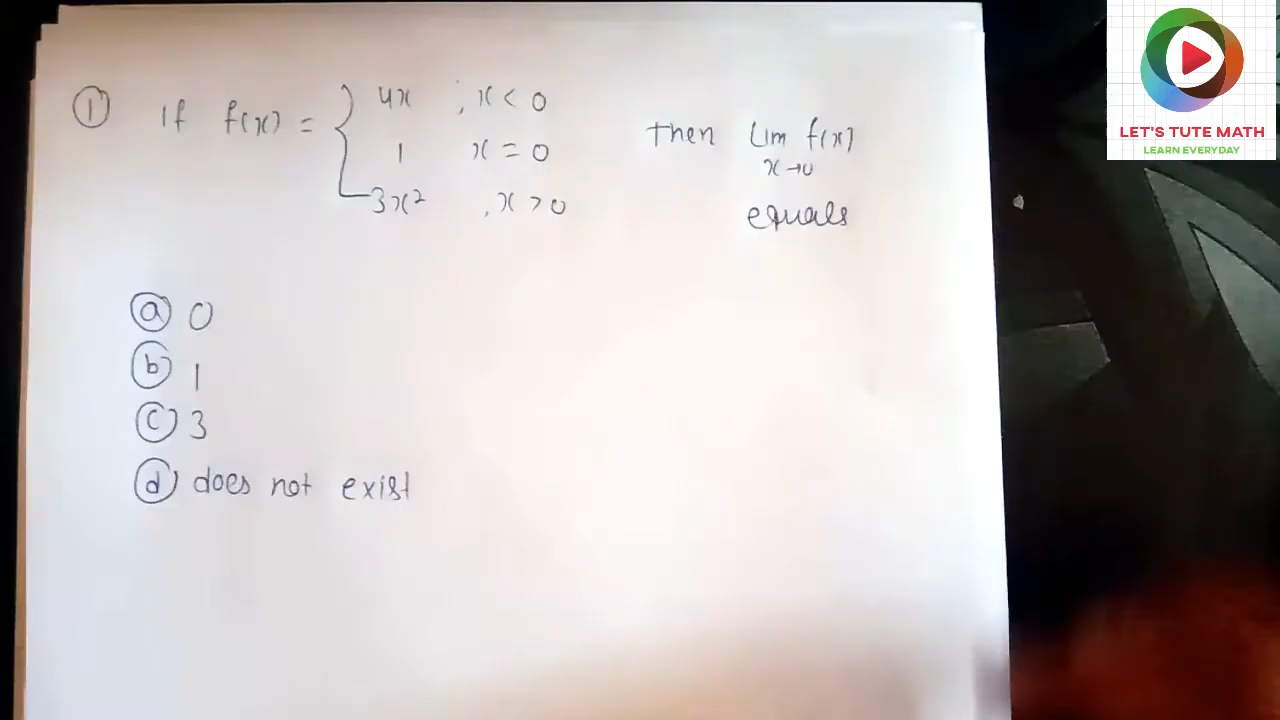 ① If f(x) = { 4x ; x < 0
1 x = 0
3x² , x > 0
then lim f(x)
x→0
equals
ⓐ 0
ⓑ 1
ⓒ 3
ⓓ does not exist
LET'S TUTE MATH
LEARN EVERYDAY